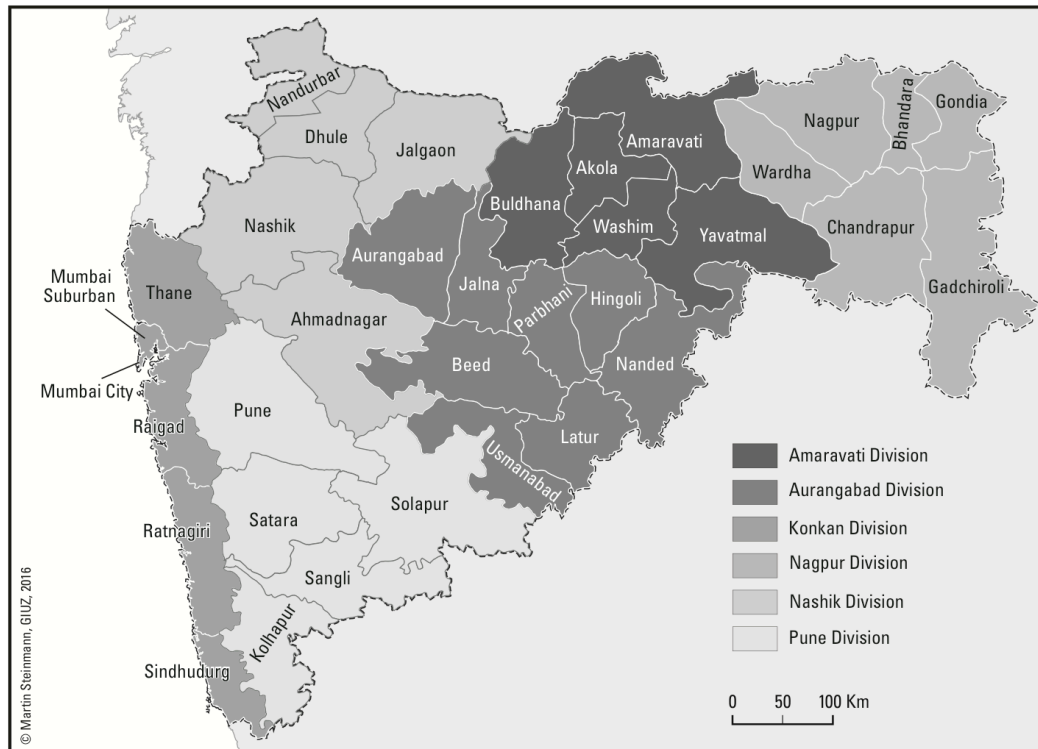 Nandurbar
Dhule
Jalgaon
Nashik
Amaravati
Akola
Buldhana
Washim
Yavatmal
Nagpur
Bhandara
Gondia
Wardha
Chandrapur
Gadchiroli
Aurangabad
Jalna
Parbhani
Hingoli
Nanded
Mumbai
Suburban
Thane
Mumbai City
Ahmadnagar
Beed
Pune
Raigad
Latur
Usmanabad
Solapur
Satara
Ratnagiri
Sangli
Kolhapur
Sindhudurg
Amaravati Division
Aurangabad Division
Konkan Division
Nagpur Division
Nashik Division
Pune Division
0 50 100 Km
© Martin Steinmann, GIUZ, 2016